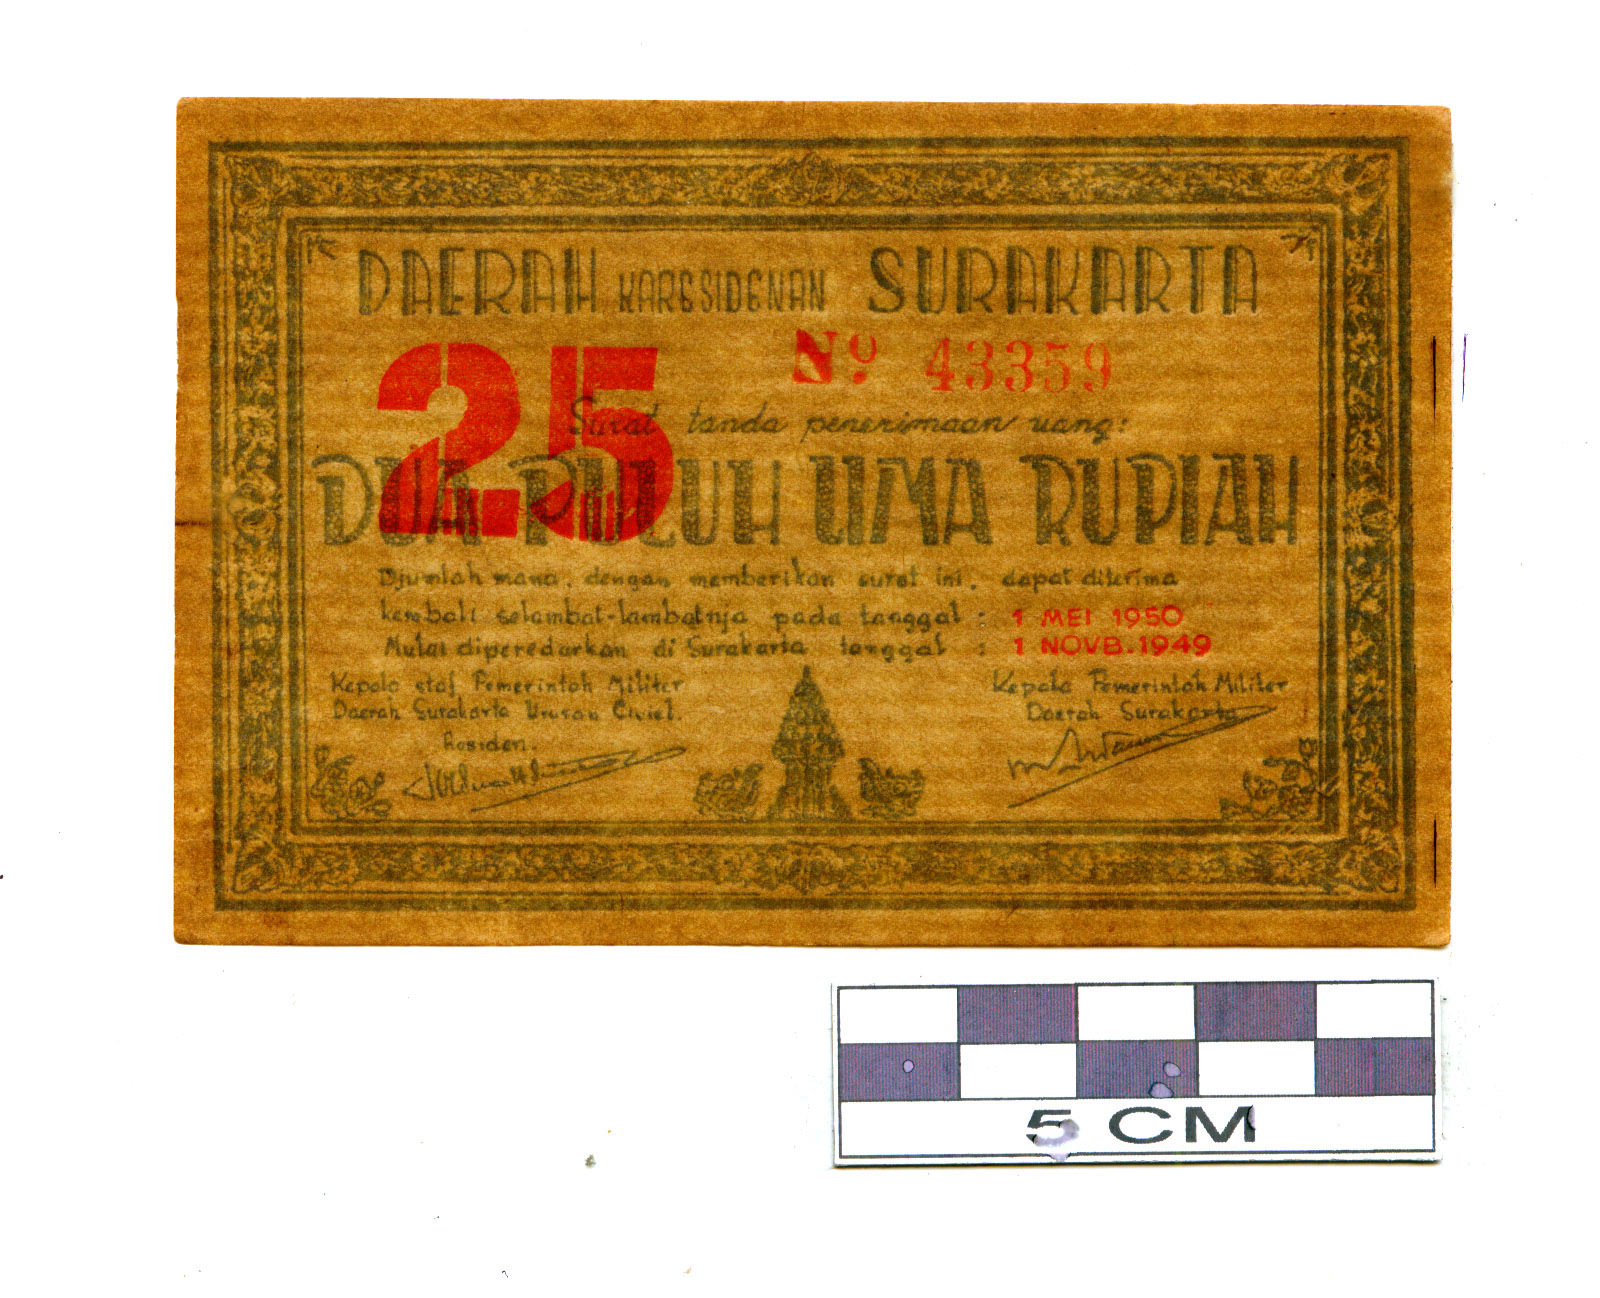 DAERAH KARESIDENAN SURAKARTA
25
No. 43359
Surat tanda penerimaan uang:
DUA PULUH LIMA RUPIAH
Djumlah mana, dengan memberikan surat ini, dapat diterima
kembali selambat-lambatnja pada tanggal : 1 MEI 1950
Mulai diperedarkan di Surakarta tanggal : 1 NOVB. 1949
Kepala staf Pemerintah Militer
Daerah Surakarta Urusan Civiel.
Residen.
Kepala Pemerintah Militer
Daerah Surakarta
5 CM